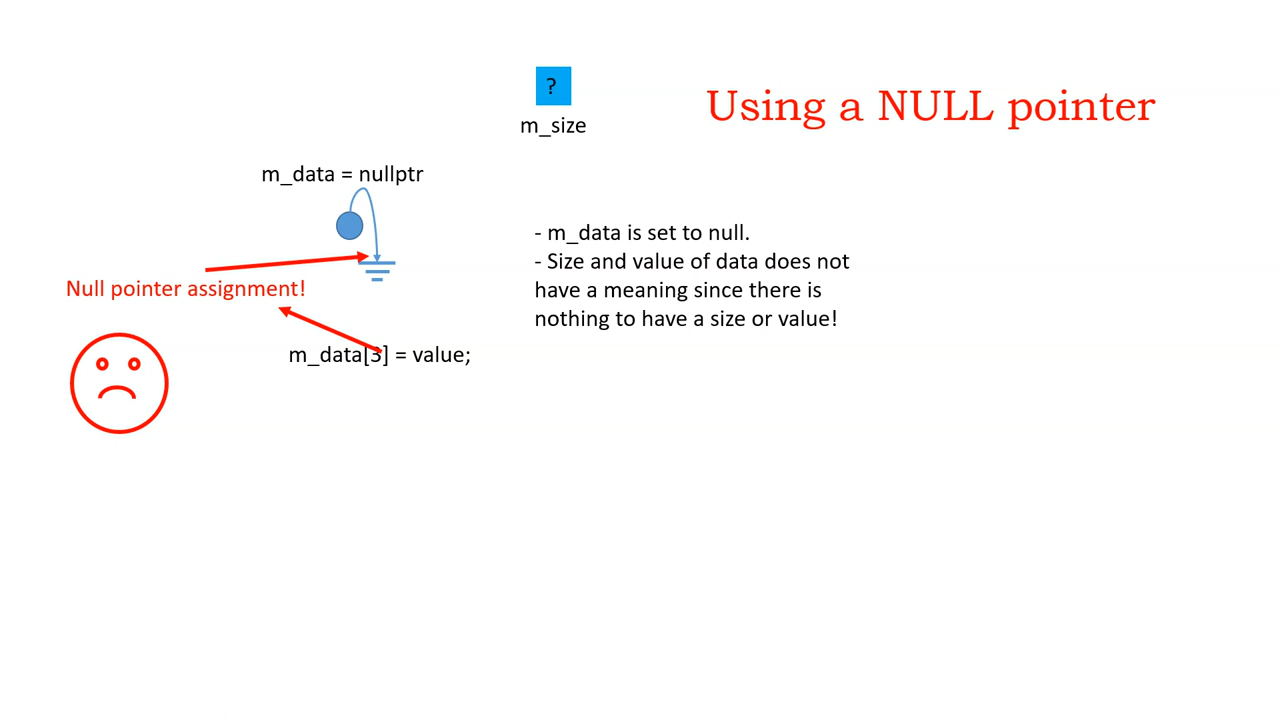 ?
m_size
Using a NULL pointer
m_data = nullptr
- m_data is set to null.
- Size and value of data does not
have a meaning since there is
nothing to have a size or value!
Null pointer assignment!
m_data[3] = value;